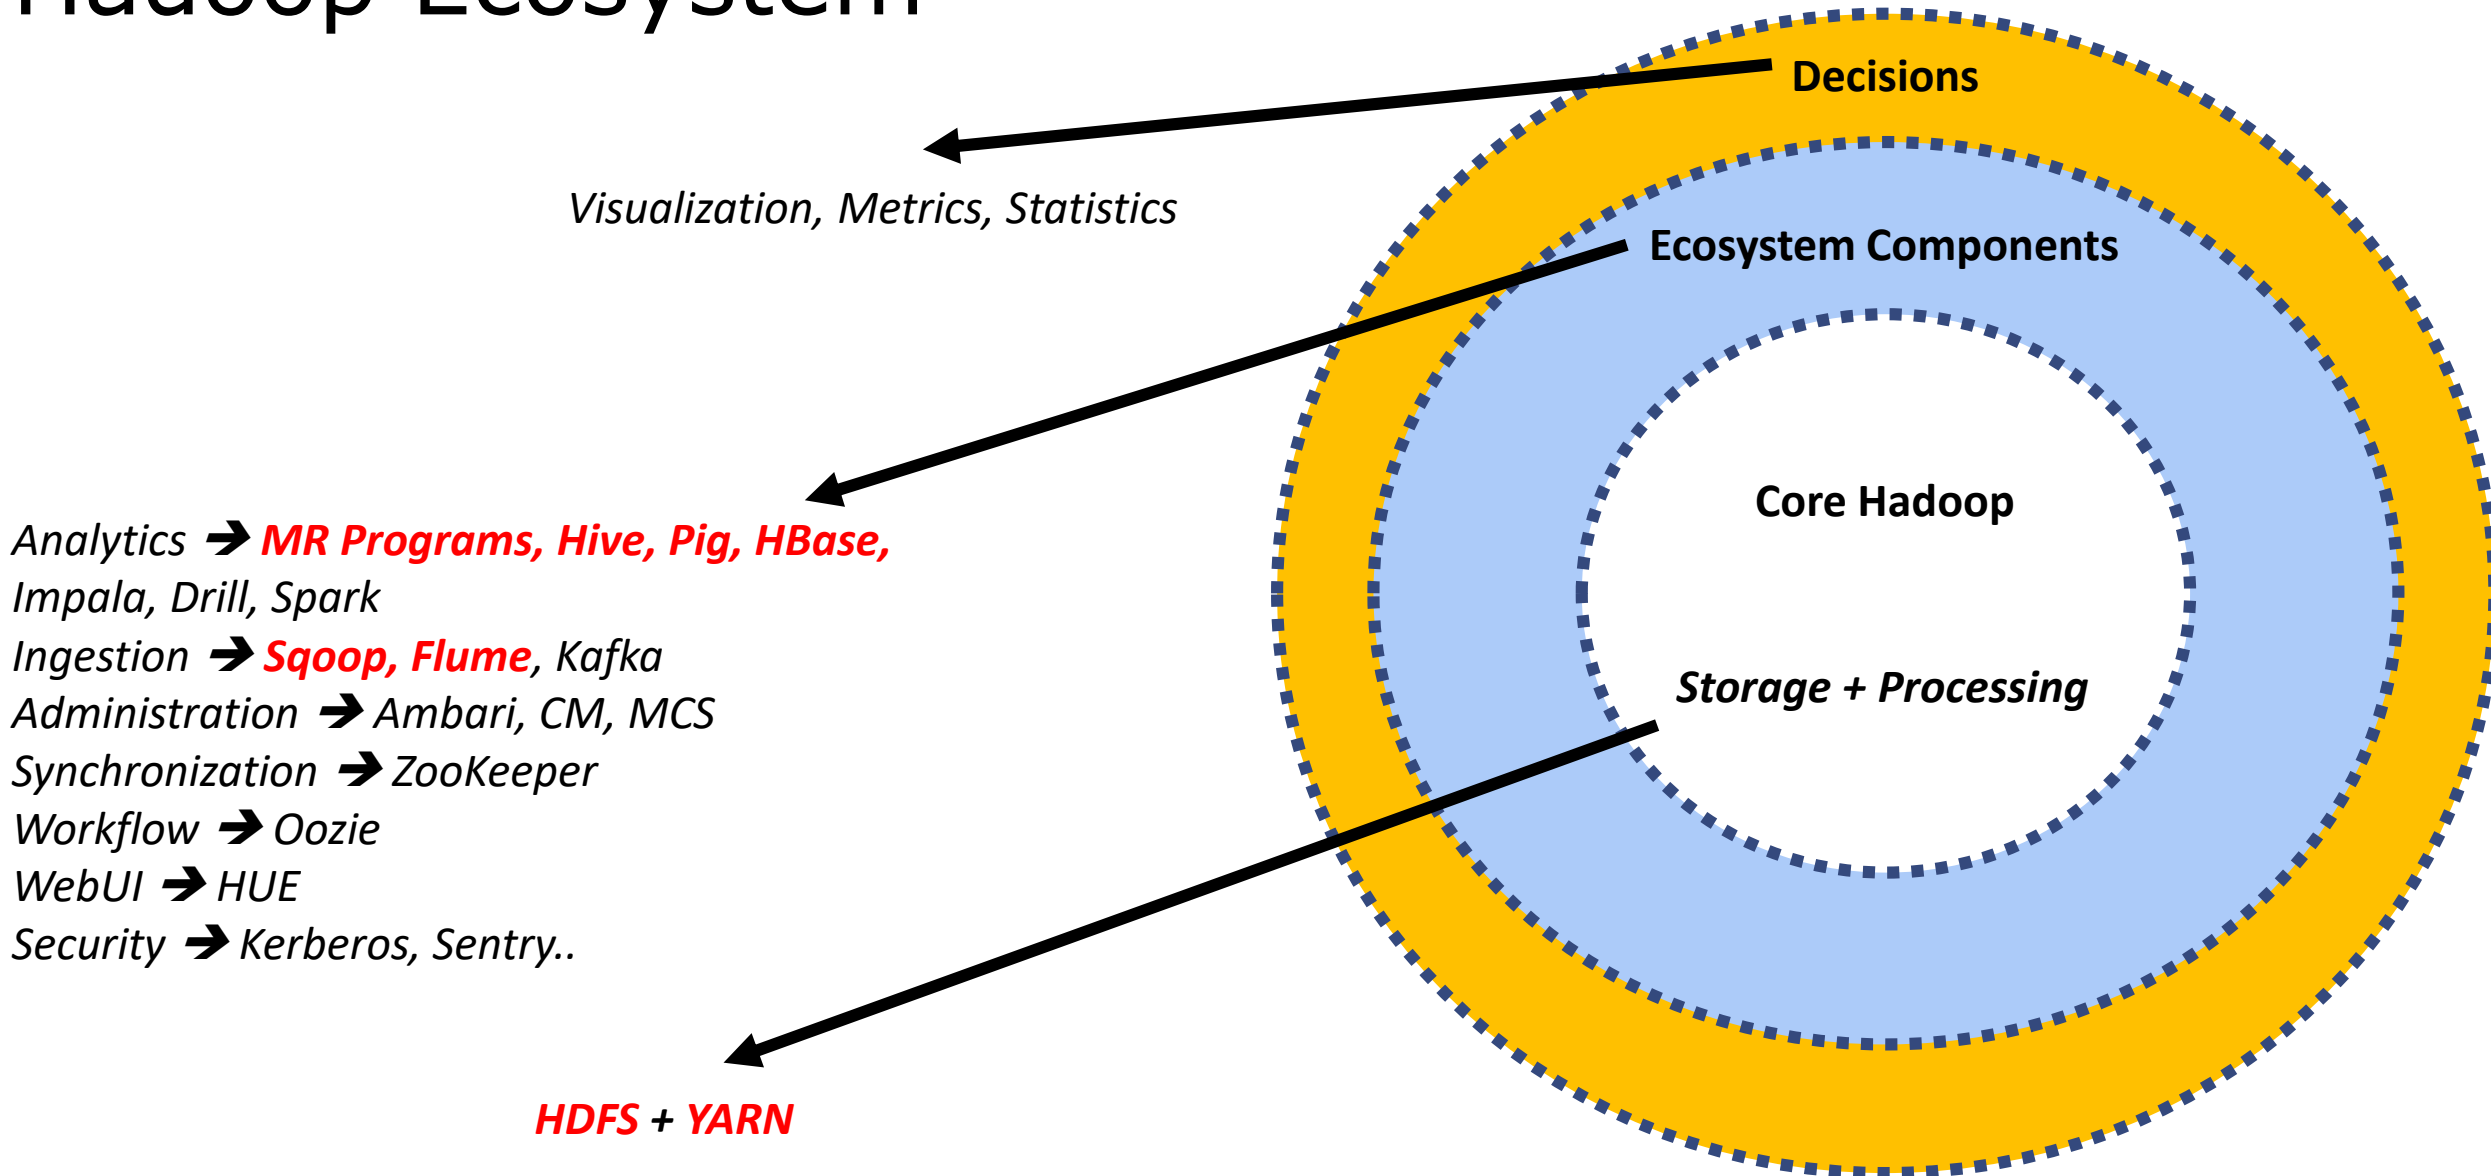 Hadoop Ecosystem
Decisions
Visualization, Metrics, Statistics
Ecosystem Components
Core Hadoop
Storage + Processing
Analytics → MR Programs, Hive, Pig, HBase,
Impala, Drill, Spark
Ingestion → Sqoop, Flume, Kafka
Administration → Ambari, CM, MCS
Synchronization → ZooKeeper
Workflow → Oozie
WebUI → HUE
Security → Kerberos, Sentry..
HDFS + YARN